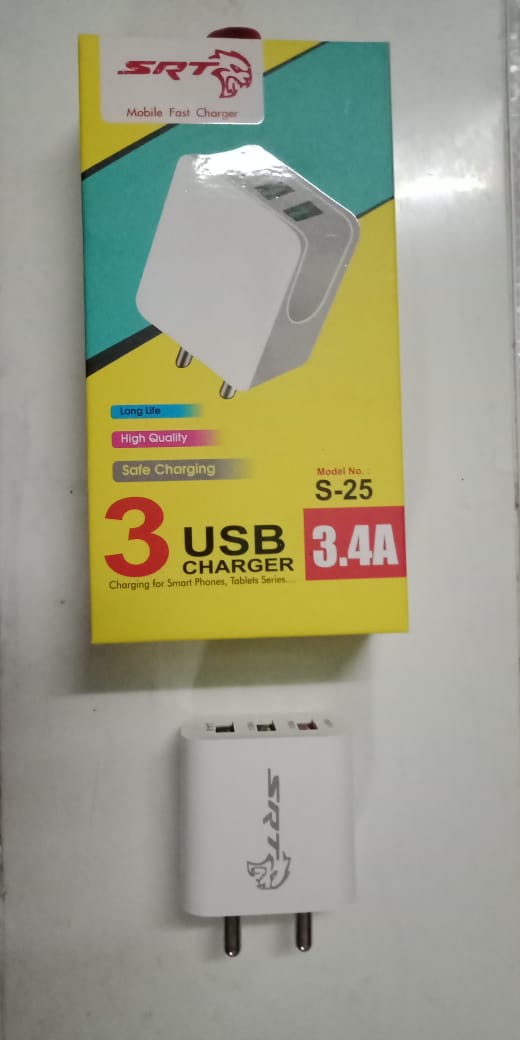 SRT
Mobile Fast Charger
Long Life
High Quality
Safe Charging
Model No. :
S-25
3 USB
CHARGER
3.4A
Charging for Smart Phones, Tablets Series....
SRT